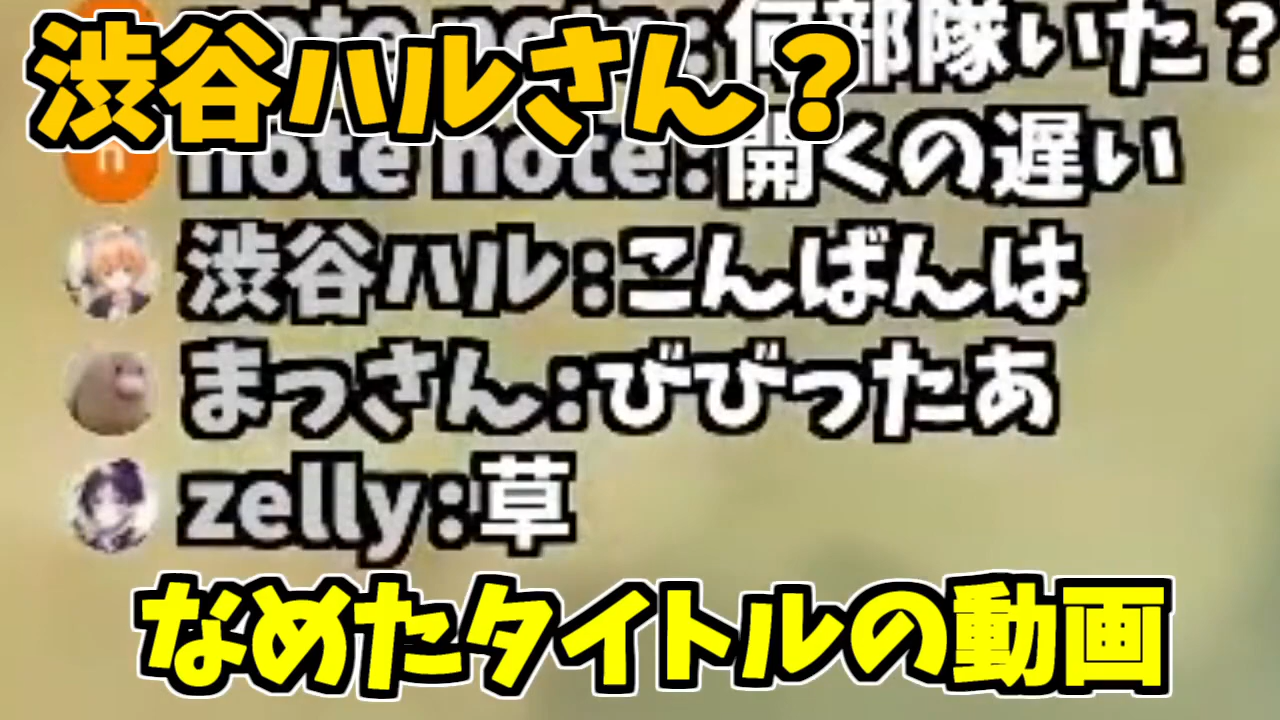 渋谷ハルさん？
note note：何部隊いた？
note note：開くの遅い
渋谷ハル：こんばんは
まっさん：びびったあ
zelly：草
なめたタイトルの動画